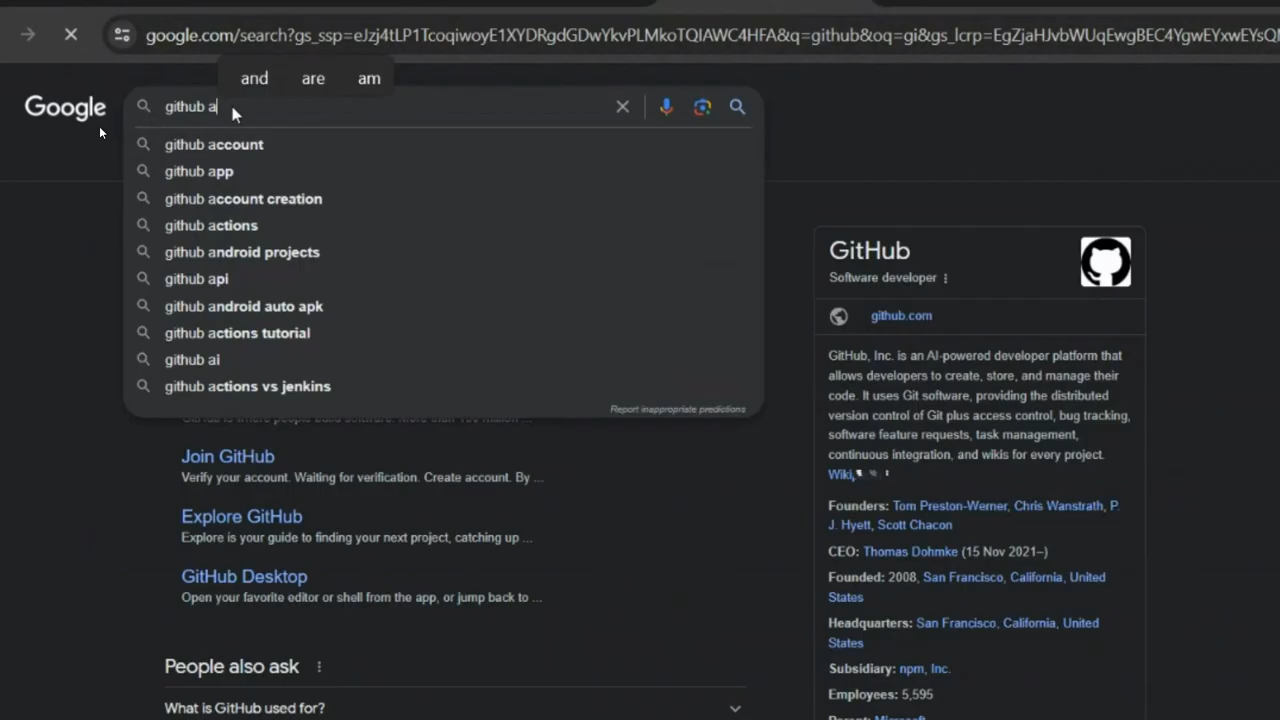 google.com/search?gs_ssp=eJzj4tLP1TcoqiwoyE1XYDRgdGDwYkvPLMkoTQIAWC4HFA&q=github&oq=gi&gs_lcrp=EgZjaHJvbWUqEwgBEC4YgwEYxwEYsQ
and are am
Google
github a
github account
github app
github account creation
github actions
github android projects
github api
github android auto apk
github actions tutorial
github ai
github actions vs jenkins
Report inappropriate predictions
Join GitHub
Verify your account. Waiting for verification. Create account. By ...
Explore GitHub
Explore is your guide to finding your next project, catching up ...
GitHub Desktop
Open your favorite editor or shell from the app, or jump back to ...
People also ask
What is GitHub used for?
GitHub
Software developer
github.com
GitHub, Inc. is an AI-powered developer platform that
allows developers to create, store, and manage their
code. It uses Git software, providing the distributed
version control of Git plus access control, bug tracking,
software feature requests, task management,
continuous integration, and wikis for every project.
Wiki
Founders: Tom Preston-Werner, Chris Wanstrath, P.
J. Hyett, Scott Chacon
CEO: Thomas Dohmke (15 Nov 2021–)
Founded: 2008, San Francisco, California, United
States
Headquarters: San Francisco, California, United
States
Subsidiary: npm, Inc.
Employees: 5,595
Parent: Microsoft